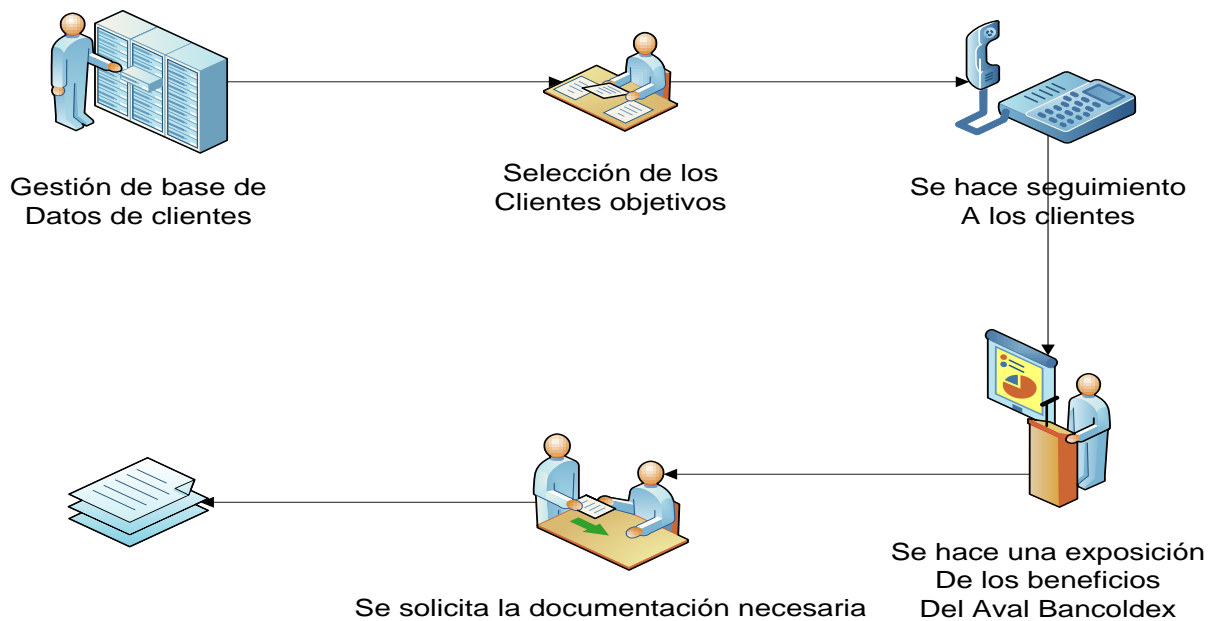 Gestión de base de
Datos de clientes
Selección de los
Clientes objetivos
Se hace seguimiento
A los clientes
Se hace una exposición
De los beneficios
Del Aval Bancoldex
Se solicita la documentación necesaria